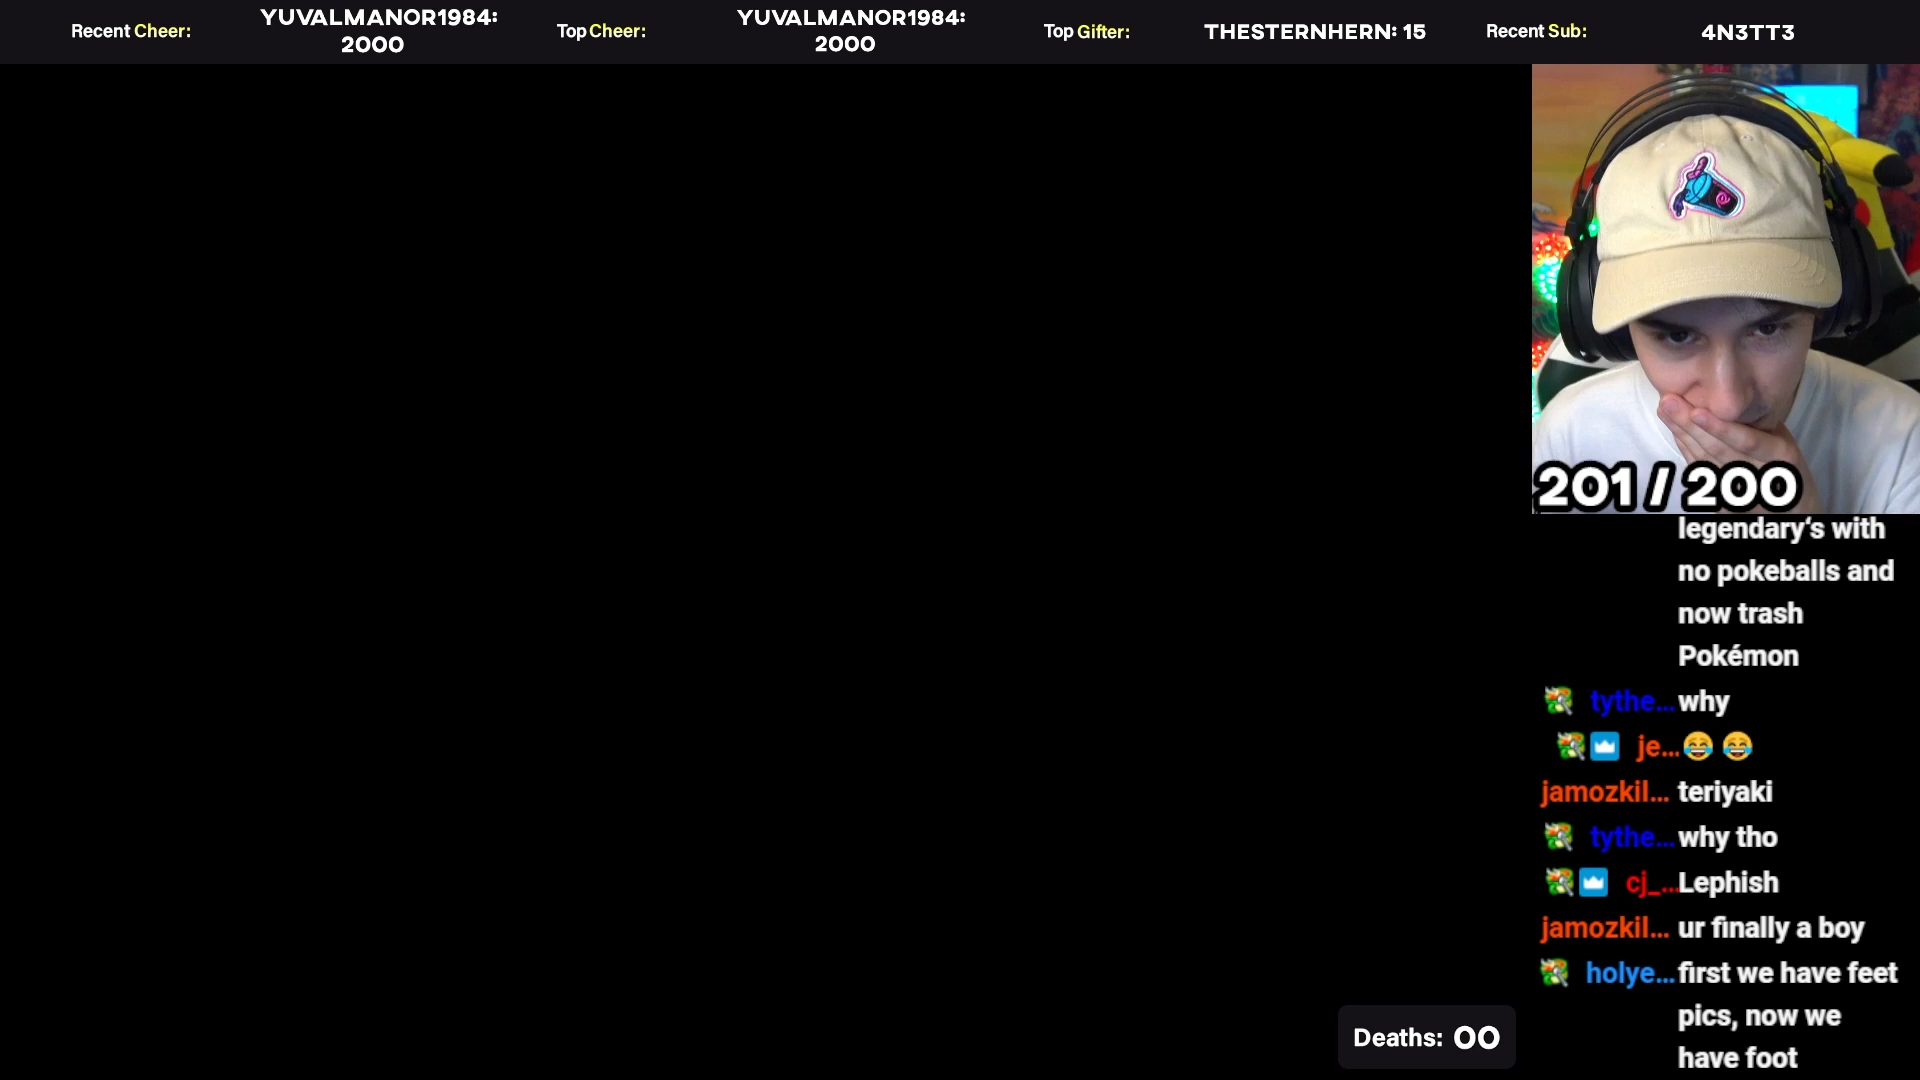 Recent Cheer: YUVALMANOR1984: 2000 Top Cheer: YUVALMANOR1984: 2000 Top Gifter: THESTERNHERN: 15 Recent Sub: 4N3TT3
201 / 200
legendary's with
no pokeballs and
now trash
Pokémon
tythe... why
je... 😂 😂
jamozkil... teriyaki
tythe... why tho
cj_... Lephish
jamozkil... ur finally a boy
holye... first we have feet
pics, now we
have foot
Deaths: 00